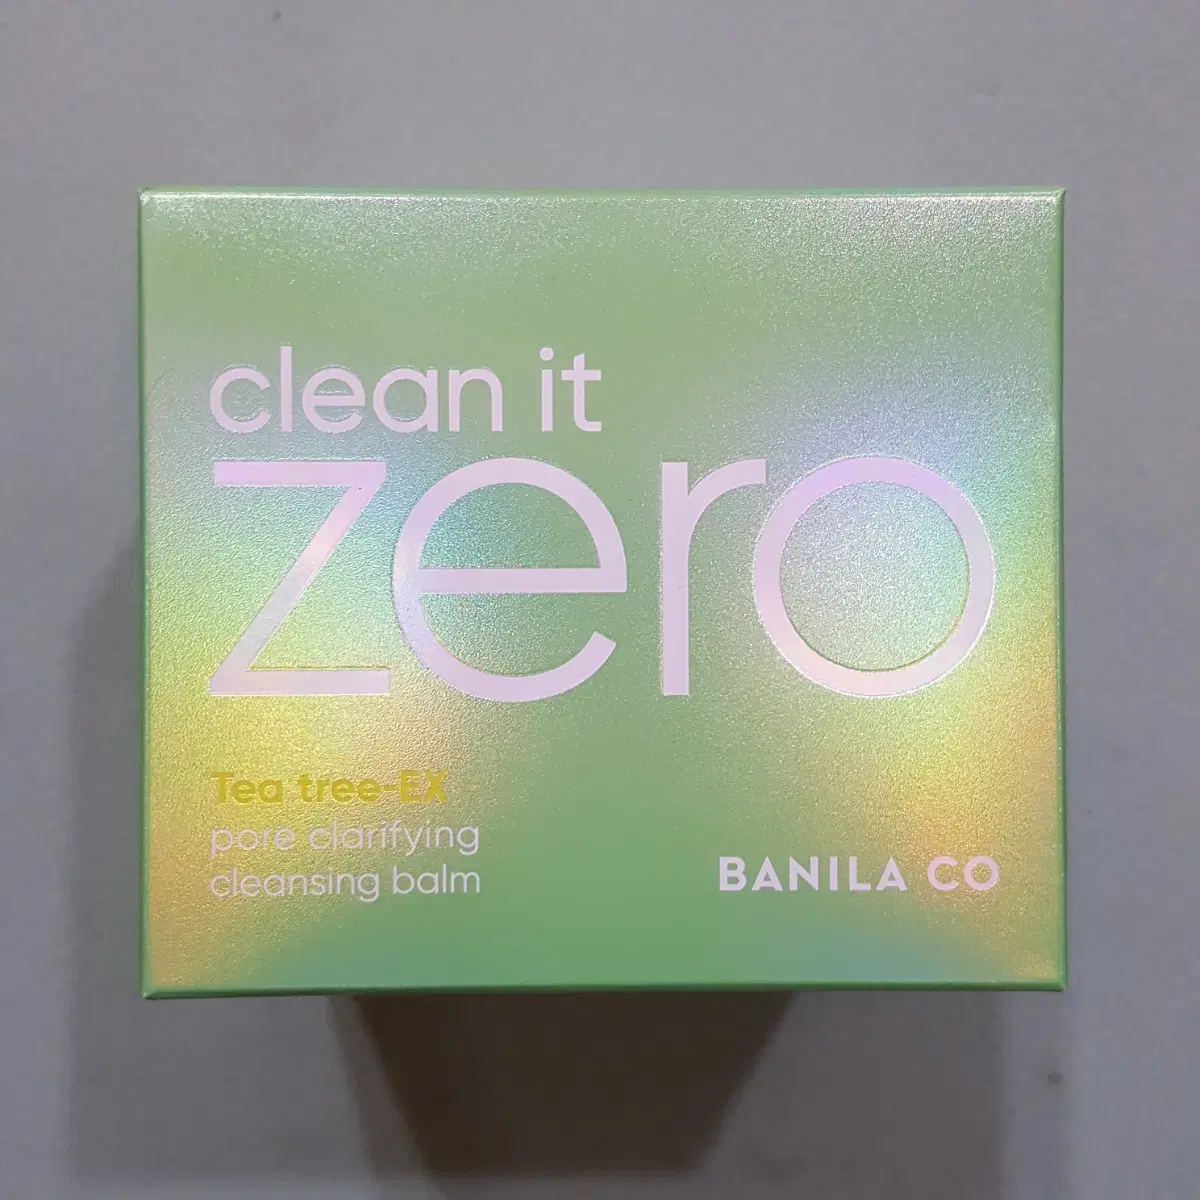 clean it
zero
Tea tree-EX
pore clarifying
cleansing balm
BANILA CO